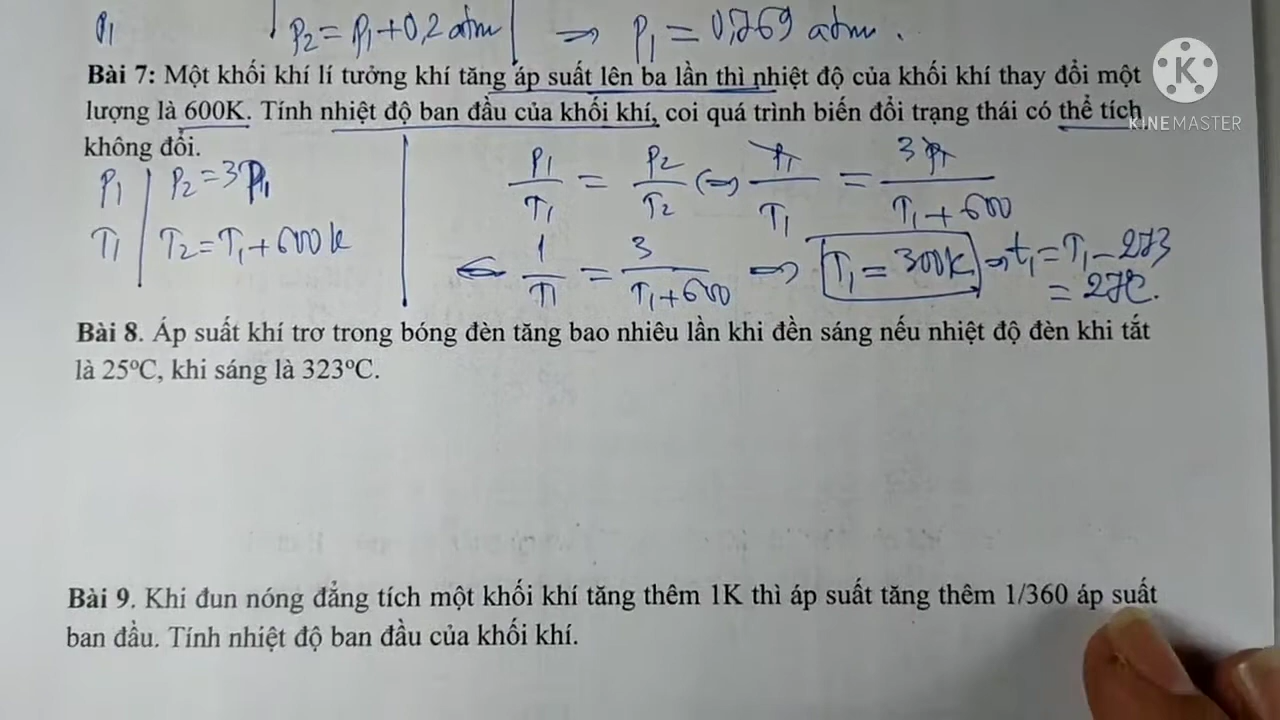 P1 | P2 = P1 + 0,2 atm | ⇒ P1 = 0,769 atm.
Bài 7: Một khối khí lí tưởng khí tăng áp suất lên ba lần thì nhiệt độ của khối khí thay đổi một
lượng là 600K. Tính nhiệt độ ban đầu của khối khí, coi quá trình biến đổi trạng thái có thể tích
không đổi.
K
KINEMASTER
P1 | P2 = 3P1
T1 | T2 = T1 + 600K
P1/T1 = P2/T2 ⇔ P1/T1 = 3P1/(T1 + 600)
⇔ 1/T1 = 3/(T1 + 600) ⇒ T1 = 300K ⇒ t1 = T1 - 273
= 27°C.
Bài 8. Áp suất khí trơ trong bóng đèn tăng bao nhiêu lần khi đền sáng nếu nhiệt độ đèn khi tắt
là 25ºC, khi sáng là 323ºC.
Bài 9. Khi đun nóng đẳng tích một khối khí tăng thêm 1K thì áp suất tăng thêm 1/360 áp suất
ban đầu. Tính nhiệt độ ban đầu của khối khí.